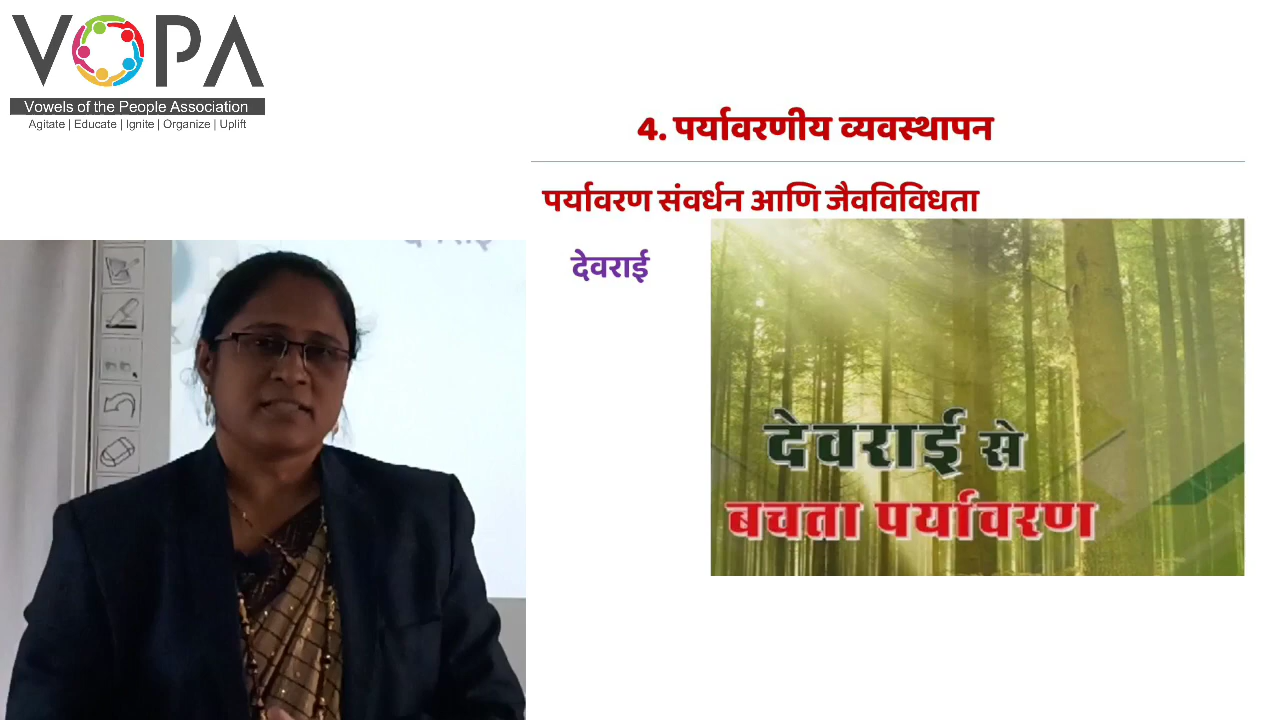 VOPA
Vowels of the People Association
Agitate | Educate | Ignite | Organize | Uplift
4. पर्यावरणीय व्यवस्थापन
पर्यावरण संवर्धन आणि जैवविविधता
देवराई
देवराई से
बचता पर्यावरण